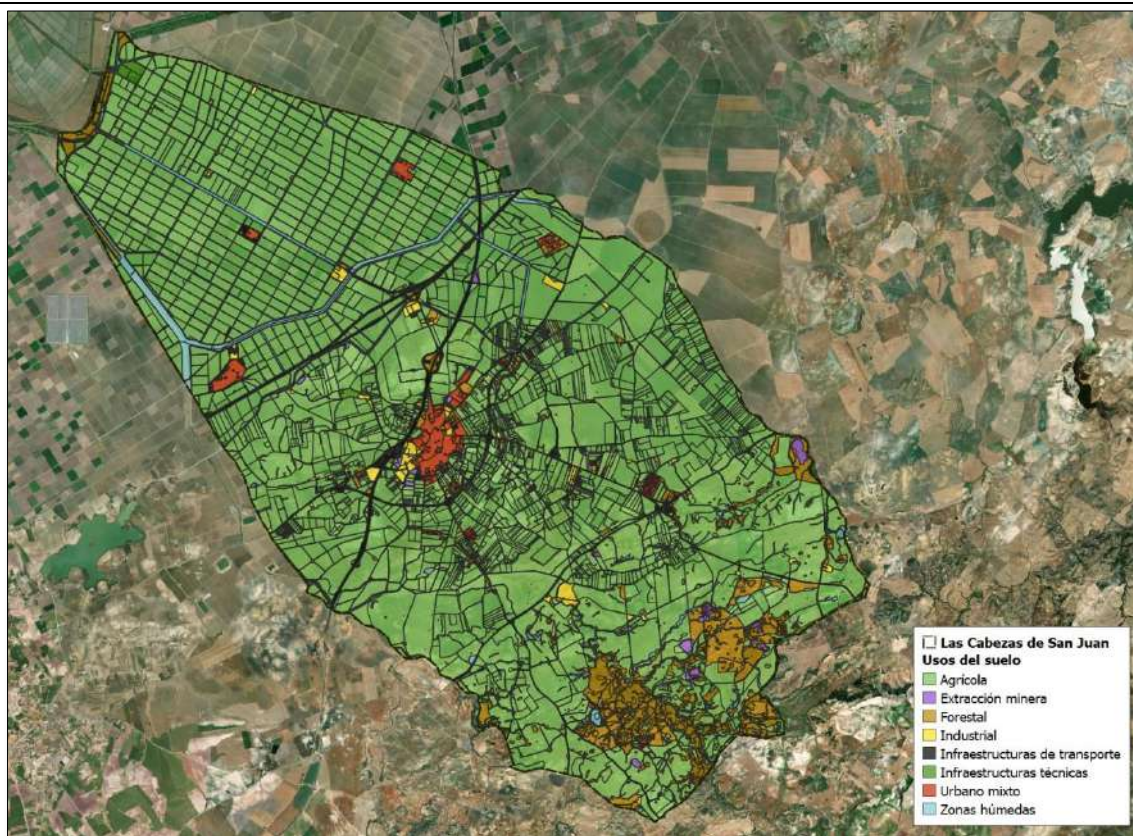 Las Cabezas de San Juan
Usos del suelo
Agrícola
Extracción minera
Forestal
Industrial
Infraestructuras de transporte
Infraestructuras técnicas
Urbano mixto
Zonas húmedas